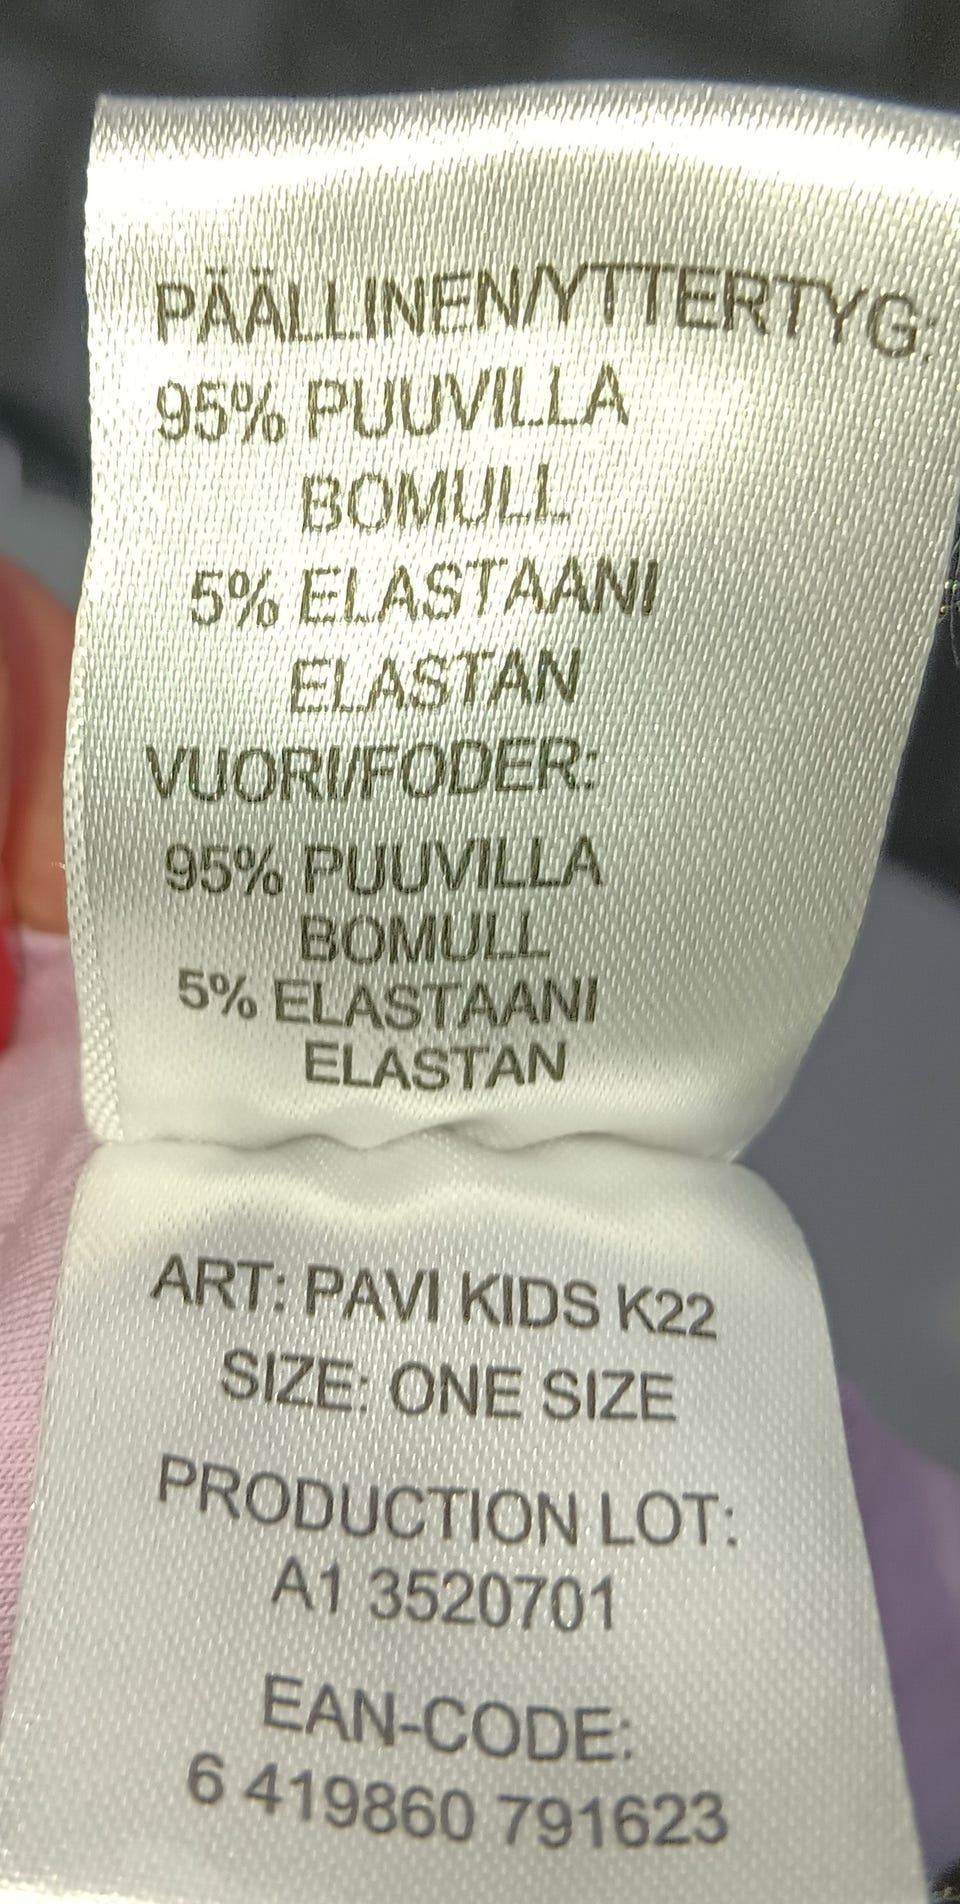 PÄÄLLINEN/YTTERTYG:
95% PUUVILLA
BOMULL
5% ELASTAANI
ELASTAN
VUORI/FODER:
95% PUUVILLA
BOMULL
5% ELASTAANI
ELASTAN
ART: PAVI KIDS K22
SIZE: ONE SIZE
PRODUCTION LOT:
A1 3520701
EAN-CODE:
6 419860 791623